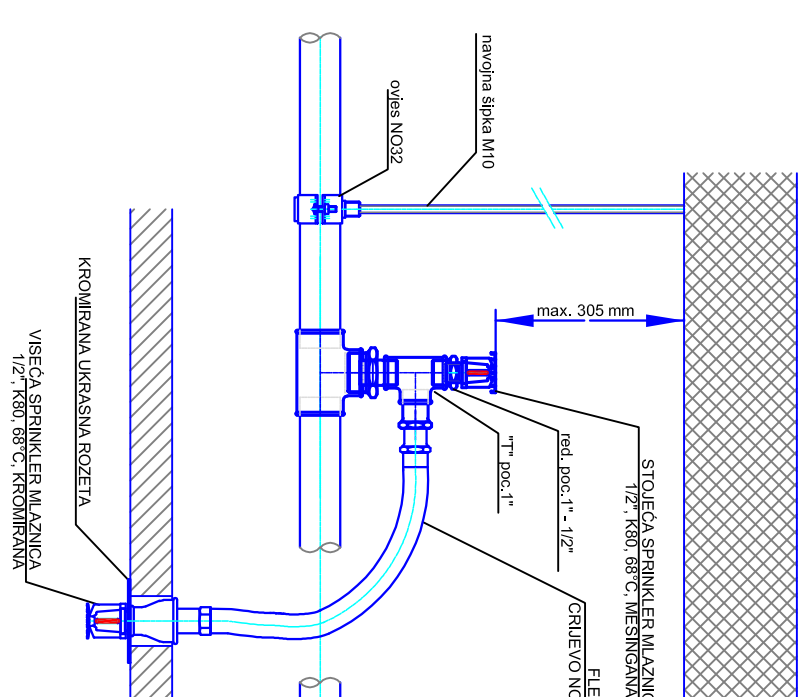 navojna šipka M10
ovjes NO32
max. 305 mm
STOJEĆA SPRINKLER MLAZNIC
1/2", K80, 68°C, MESINGANA
red. poc.1" - 1/2"
"T" poc.1"
FLE
CRIJEVO NO
KROMIRANA UKRASNA ROZETA
VISEĆA SPRINKLER MLAZNICA
1/2", K80, 68°C, KROMIRANA